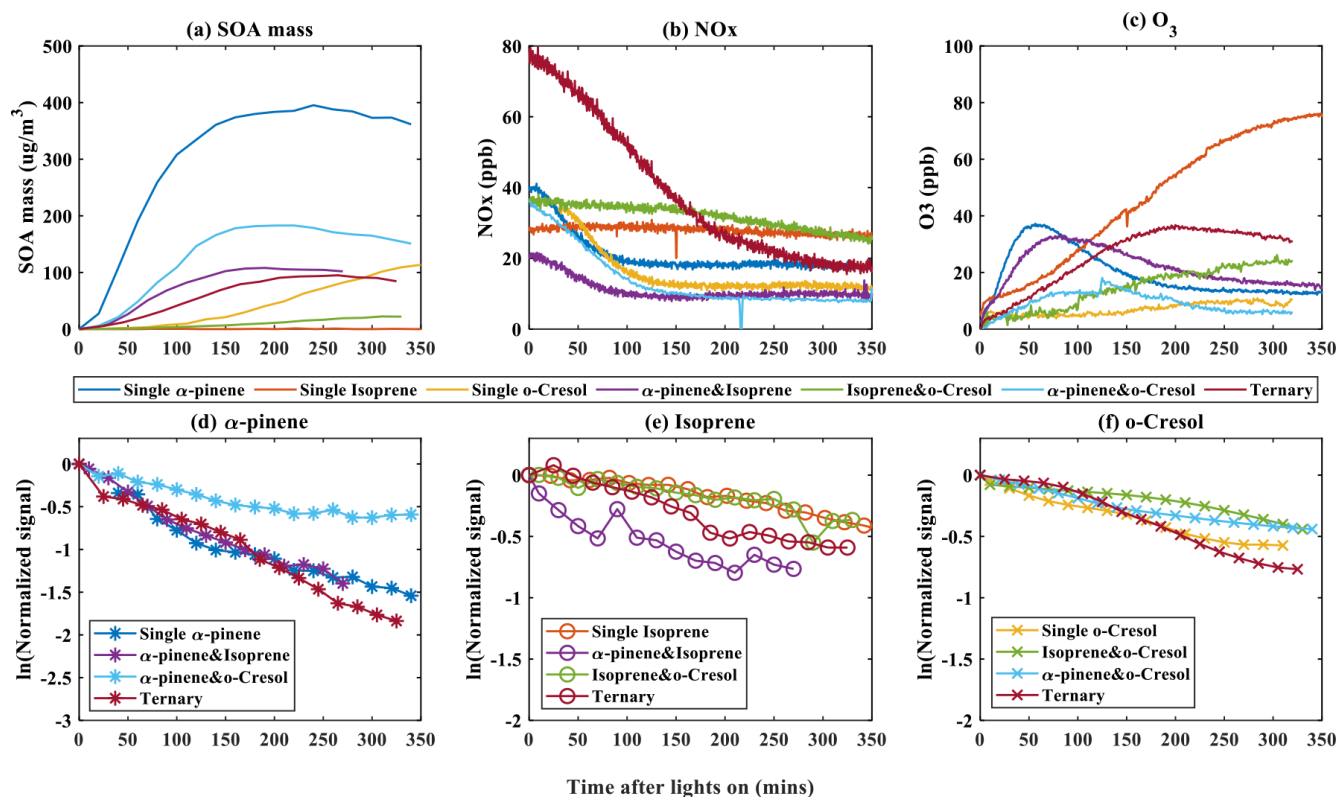 (a) SOA mass
500
400
300
200
100
0
SOA mass (ug/m³)
0 50 100 150 200 250 300 350
(b) NOx
80
60
40
20
0
NOx (ppb)
0 50 100 150 200 250 300 350
(c) O₃
100
80
60
40
20
0
O3 (ppb)
0 50 100 150 200 250 300 350
Single α-pinene Single Isoprene Single o-Cresol α-pinene&Isoprene Isoprene&o-Cresol α-pinene&o-Cresol Ternary
(d) α-pinene
0
-0.5
-1
-1.5
-2
-2.5
-3
ln(Normalized signal)
Single α-pinene
α-pinene&Isoprene
α-pinene&o-Cresol
Ternary
0 50 100 150 200 250 300 350
(e) Isoprene
0
-0.5
-1
-1.5
-2
ln(Normalized signal)
Single Isoprene
α-pinene&Isoprene
Isoprene&o-Cresol
Ternary
0 50 100 150 200 250 300 350
(f) o-Cresol
0
-0.5
-1
-1.5
-2
ln(Normalized signal)
Single o-Cresol
Isoprene&o-Cresol
α-pinene&o-Cresol
Ternary
0 50 100 150 200 250 300 350
Time after lights on (mins)